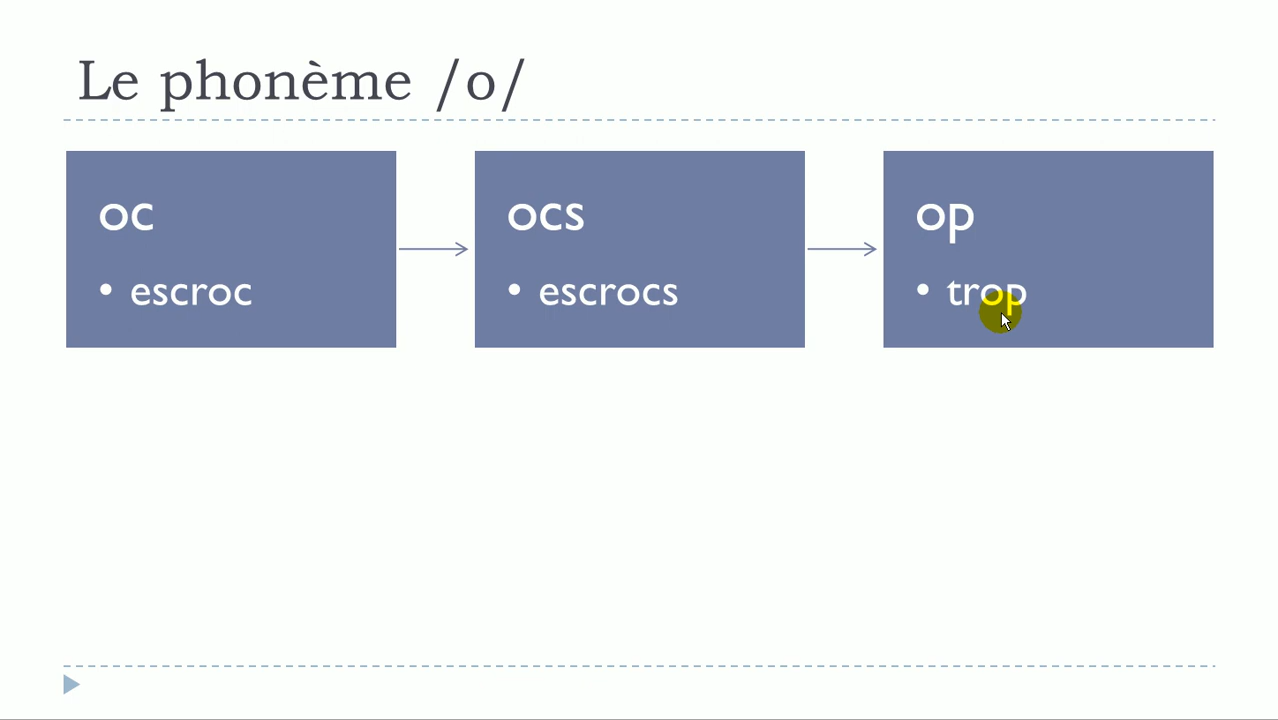 Le phonème /o/
oc
• escroc
ocs
• escrocs
op
• trop